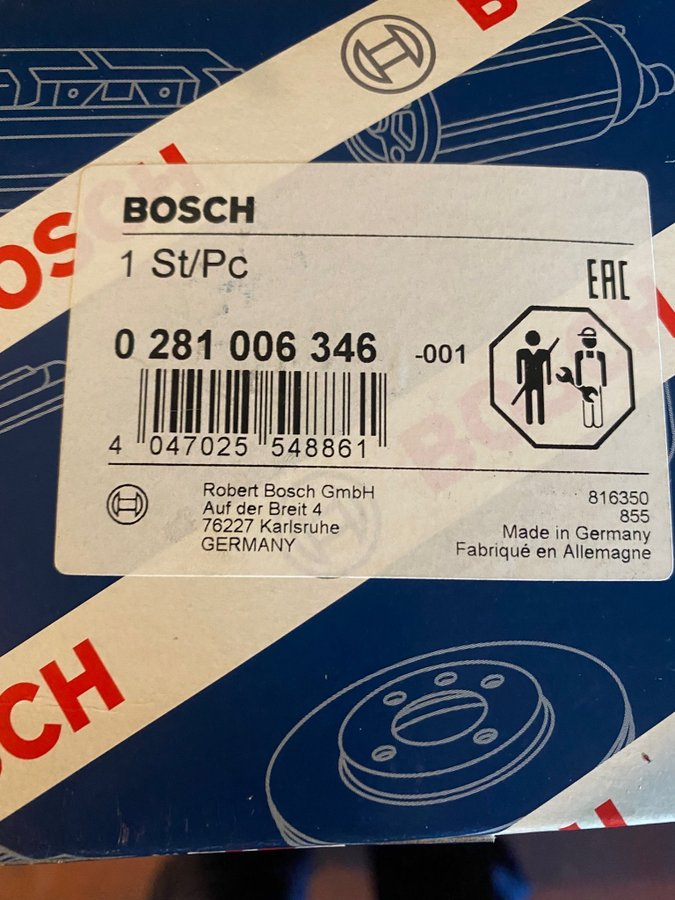 BOSCH
BOSCH
1 St/Pc
EAC
0 281 006 346 -001
4 047025 548861
Robert Bosch GmbH
Auf der Breit 4
76227 Karlsruhe
GERMANY
816350
855
Made in Germany
Fabriqué en Allemagne
BOSCH
CH